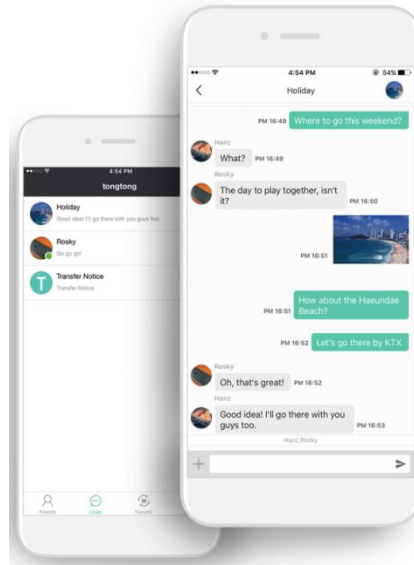 4:54 PM
54%
Holiday
PM 16:49
Where to go this weekend?
Hanz
What?
PM 16:49
Rosky
The day to play together, isn't
it?
PM 16:50
PM 16:51
How about the Haeundae
Beach?
PM 16:51
PM 16:52
Let's go there by KTX
Rosky
Oh, that's great!
PM 16:52
Hanz
Good idea! I'll go there with you
guys too.
PM 16:53
Hanz,Rosky
4:54 PM
tongtong
Holiday
Good idea! I'll go there with you guys too.
Rosky
Go go go!
T
Transfer Notice
Transfer Notice
Friends
Chats
Transfer